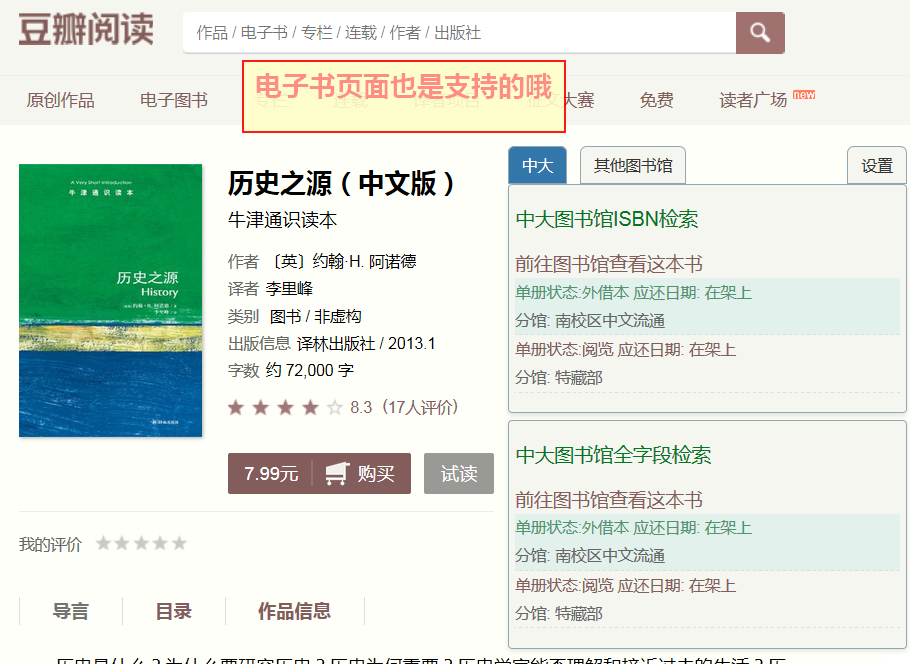 豆瓣阅读
作品 / 电子书 / 专栏 / 连载 / 作者 / 出版社
电子书页面也是支持的哦
原创作品 电子图书 专栏 连载 作者项目 征文大赛 免费 读者广场 new
A Very Short Introduction
牛津通识读本
历史之源
History
历史之源（中文版）
牛津通识读本
作者 〔英〕约翰·H. 阿诺德
译者 李里峰
类别 图书 / 非虚构
出版信息 译林出版社 / 2013.1
字数 约 72,000 字
8.3（17人评价）
7.99元 购买 试读
我的评价
导言 目录 作品信息
中大 其他图书馆 设置
中大图书馆ISBN检索
前往图书馆查看这本书
单册状态:外借本 应还日期: 在架上
分馆: 南校区中文流通
单册状态:阅览 应还日期: 在架上
分馆: 特藏部
中大图书馆全字段检索
前往图书馆查看这本书
单册状态:外借本 应还日期: 在架上
分馆: 南校区中文流通
单册状态:阅览 应还日期: 在架上
分馆: 特藏部